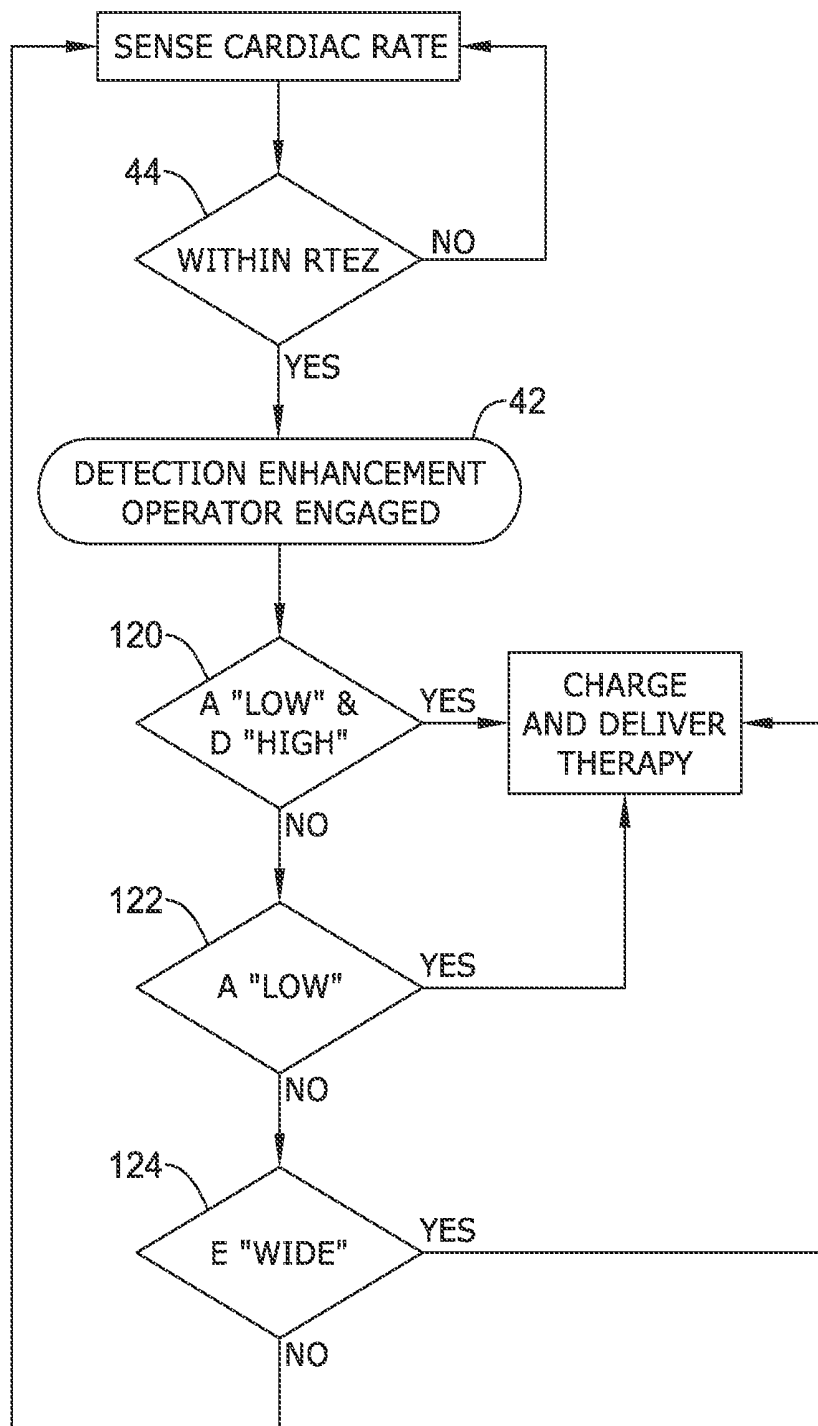 SENSE CARDIAC RATE
44
WITHIN RTEZ
NO
YES
42
DETECTION ENHANCEMENT
OPERATOR ENGAGED
120
A "LOW" &
D "HIGH"
YES
CHARGE
AND DELIVER
THERAPY
NO
122
A "LOW"
YES
NO
124
E "WIDE"
YES
NO